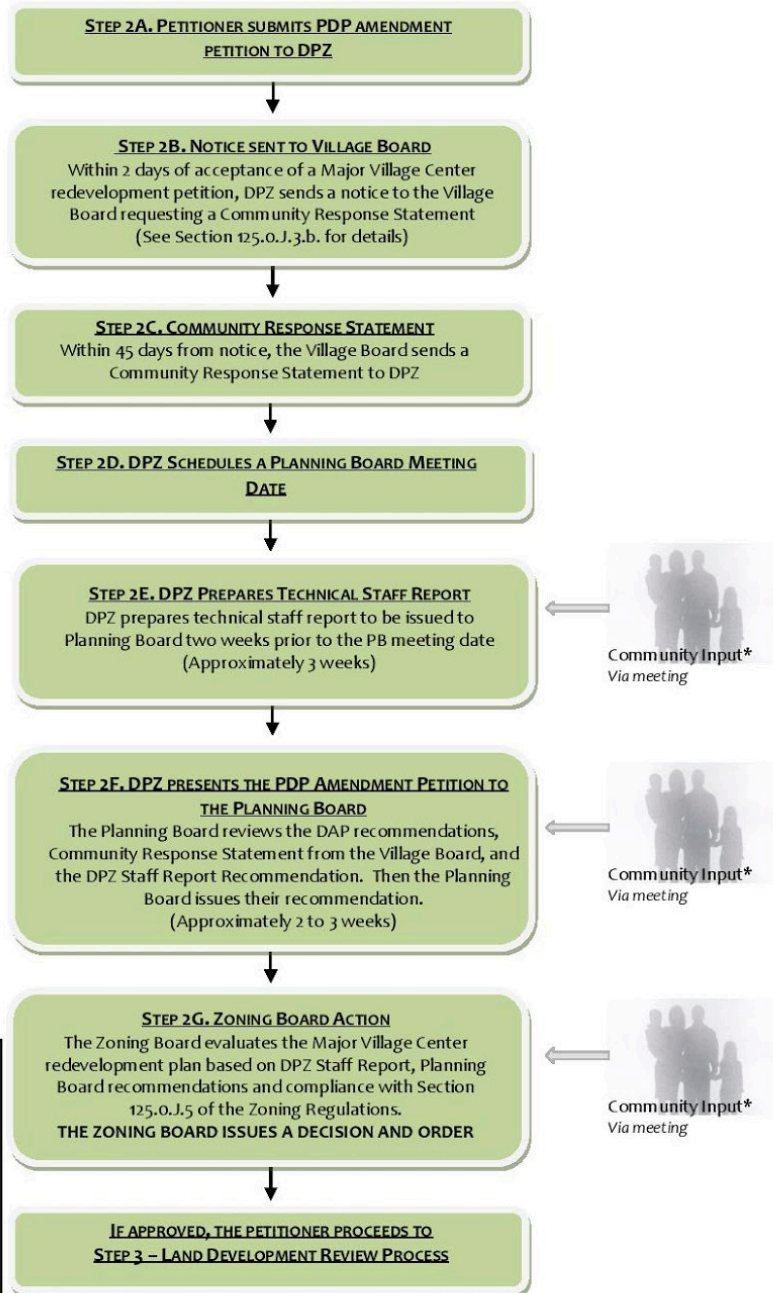 STEP 2A. PETITIONER SUBMITS PDP AMENDMENT
PETITION TO DPZ
STEP 2B. NOTICE SENT TO VILLAGE BOARD
Within 2 days of acceptance of a Major Village Center
redevelopment petition, DPZ sends a notice to the Village
Board requesting a Community Response Statement
(See Section 125.0.J.3.b. for details)
STEP 2C. COMMUNITY RESPONSE STATEMENT
Within 45 days from notice, the Village Board sends a
Community Response Statement to DPZ
STEP 2D. DPZ SCHEDULES A PLANNING BOARD MEETING
DATE
STEP 2E. DPZ PREPARES TECHNICAL STAFF REPORT
DPZ prepares technical staff report to be issued to
Planning Board two weeks prior to the PB meeting date
(Approximately 3 weeks)
Community Input*
Via meeting
STEP 2F. DPZ PRESENTS THE PDP AMENDMENT PETITION TO
THE PLANNING BOARD
The Planning Board reviews the DAP recommendations,
Community Response Statement from the Village Board, and
the DPZ Staff Report Recommendation. Then the Planning
Board issues their recommendation.
(Approximately 2 to 3 weeks)
Community Input*
Via meeting
STEP 2G. ZONING BOARD ACTION
The Zoning Board evaluates the Major Village Center
redevelopment plan based on DPZ Staff Report, Planning
Board recommendations and compliance with Section
125.0.J.5 of the Zoning Regulations.
THE ZONING BOARD ISSUES A DECISION AND ORDER
Community Input*
Via meeting
IF APPROVED, THE PETITIONER PROCEEDS TO
STEP 3 – LAND DEVELOPMENT REVIEW PROCESS